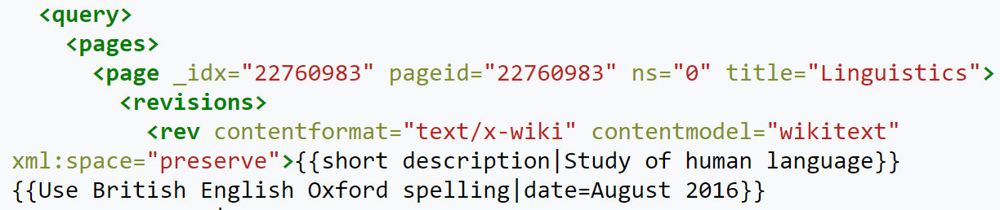 <query>
<pages>
<page _idx="22760983" pageid="22760983" ns="0" title="Linguistics">
<revisions>
<rev contentformat="text/x-wiki" contentmodel="wikitext"
xml:space="preserve">{{short description|Study of human language}}
{{Use British English Oxford spelling|date=August 2016}}